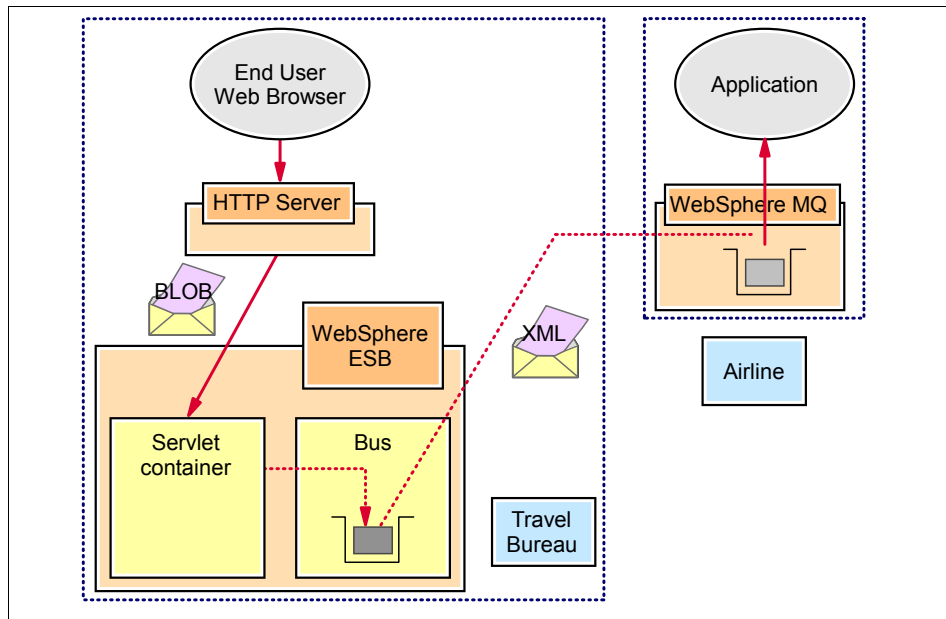 End User
Web Browser
Application
HTTP Server
WebSphere MQ
BLOB
WebSphere
ESB
XML
Airline
Servlet
container
Bus
Travel
Bureau